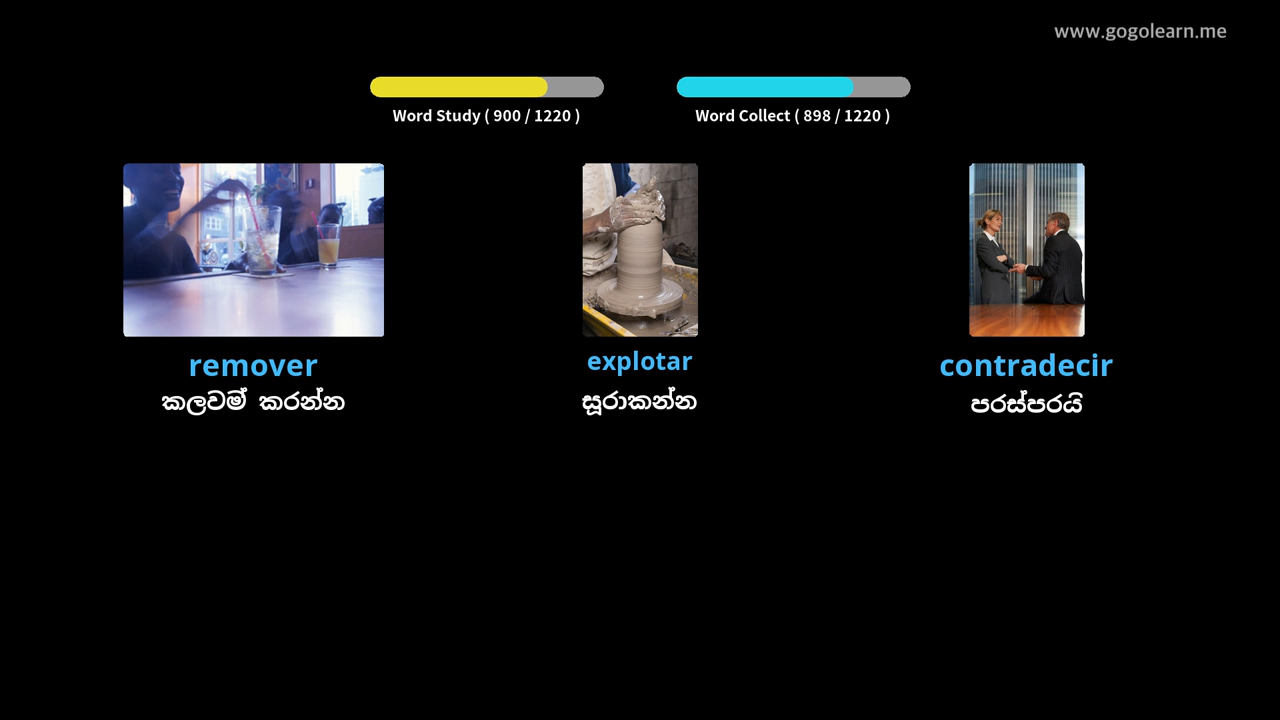 www.gogolearn.me
Word Study ( 900 / 1220 )
Word Collect ( 898 / 1220 )
remover
explotar
contradecir
කලවම් කරන්න
සූරාකන්න
පරස්පරයි